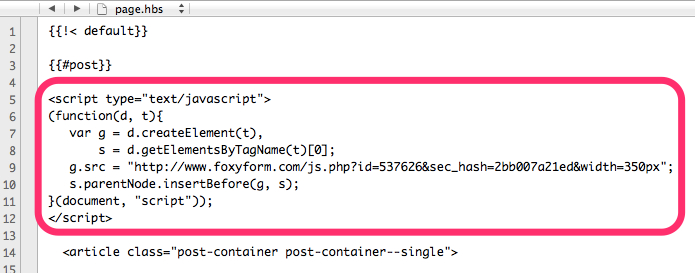 page.hbs
1 {{!< default}}
2
3 {{#post}}
4
5 <script type="text/javascript">
6 (function(d, t){
7    var g = d.createElement(t),
8        s = d.getElementsByTagName(t)[0];
9    g.src = "http://www.foxyform.com/js.php?id=537626&sec_hash=2bb007a21ed&width=350px";
10    s.parentNode.insertBefore(g, s);
11 }(document, "script"));
12 </script>
13
14   <article class="post-container post-container--single">
15